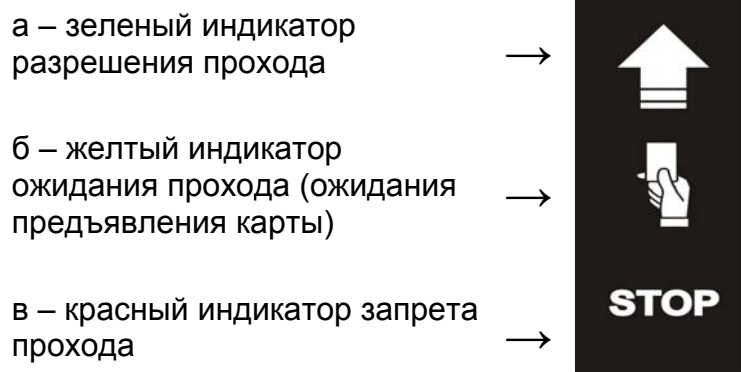 а – зеленый индикатор
разрешения прохода →
б – желтый индикатор
ожидания прохода (ожидания →
предъявления карты)
STOP
в – красный индикатор запрета
прохода →